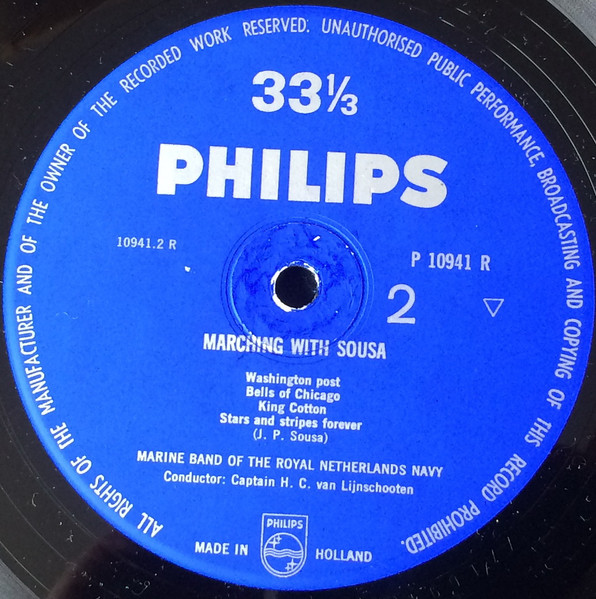 ALL RIGHTS OF THE MANUFACTURER AND OF THE OWNER OF THE RECORDED WORK RESERVED. UNAUTHORISED PUBLIC PERFORMANCE, BROADCASTING AND COPYING OF THIS RECORD PROHIBITED.
33⅓
PHILIPS
10941.2 R
P 10941 R
2
MARCHING WITH SOUSA
Washington post
Bells of Chicago
King Cotton
Stars and stripes forever
(J. P. Sousa)
MARINE BAND OF THE ROYAL NETHERLANDS NAVY
Conductor: Captain H. C. van Lijnschooten
PHILIPS
MADE IN HOLLAND